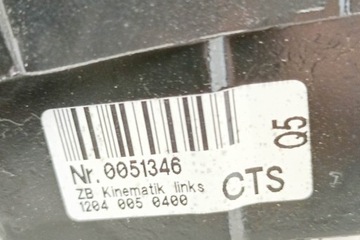 Nr. 0051346
ZB Kinematik links
1204 005 0400
CTS
Q5